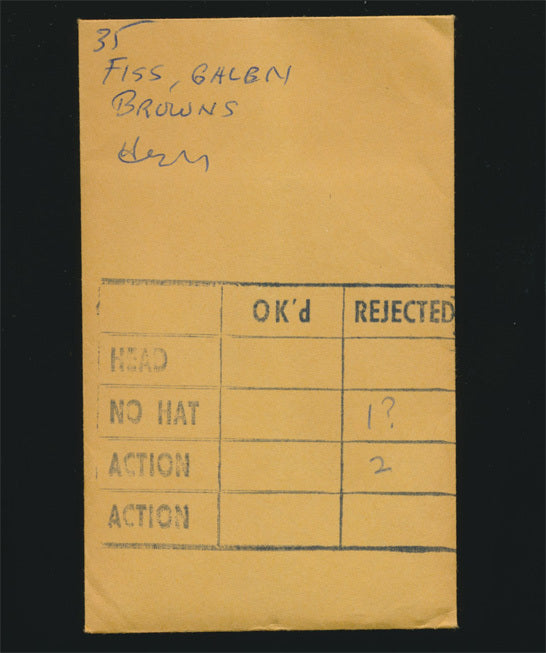 35
FISS, GALEN
BROWNS
OK'd REJECTED
HEAD
NO HAT 1?
ACTION 2
ACTION